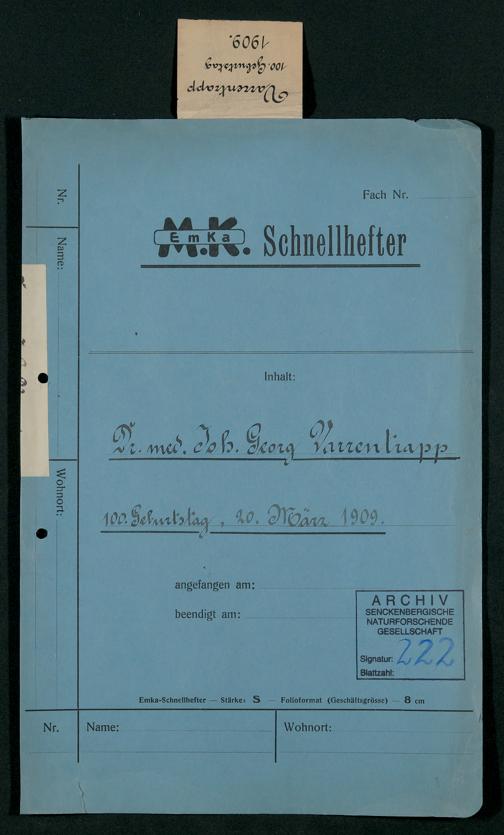 Varrentrapp
100. Geburtstag
1909.
Fach Nr.
M.K.
EmKa
Schnellhefter
Nr.
Name:
Wohnort:
Inhalt:
Dr. med. Joh. Georg Varrentrapp
100. Geburtstag, 20. März 1909.
angefangen am:
beendigt am:
ARCHIV
SENCKENBERGISCHE
NATURFORSCHENDE
GESELLSCHAFT
Signatur: 222
Blattzahl:
Emka-Schnellhefter — Stärke: S — Folioformat (Geschäftsgrösse) — 8 cm
Nr. Name: Wohnort: